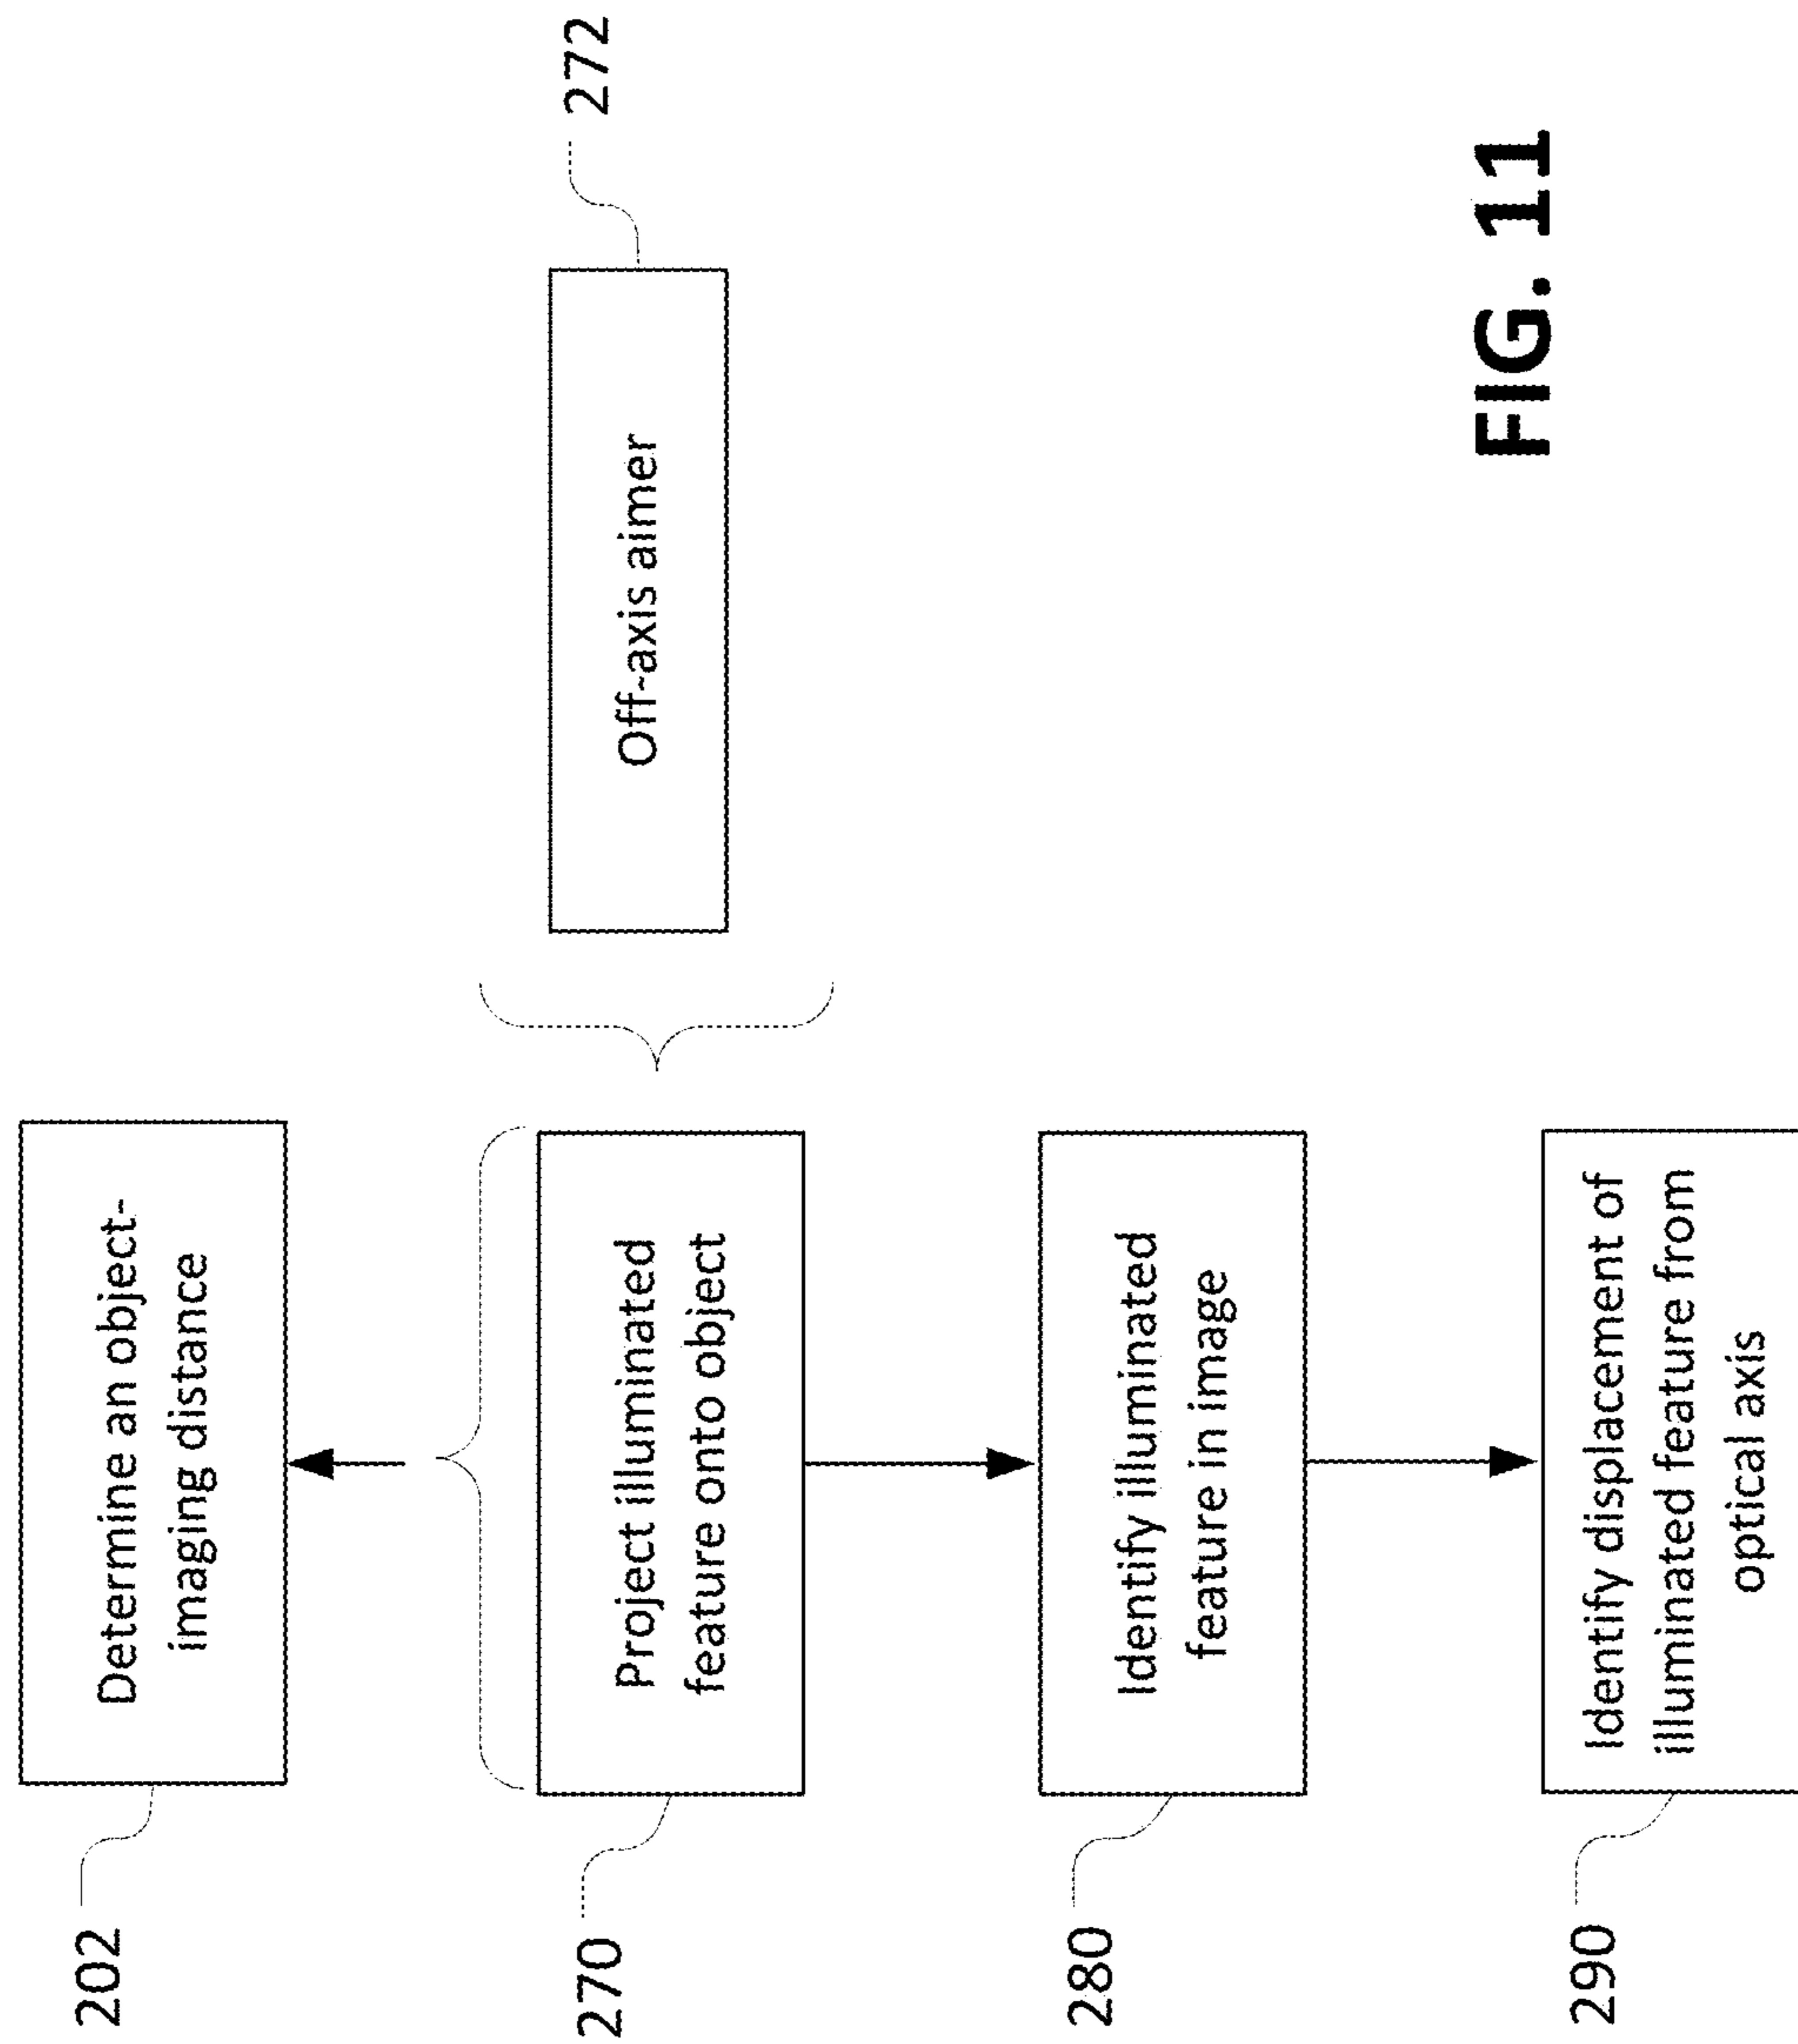 202
Determine an object-
imaging distance
270
Project illuminated
feature onto object
Off-axis aimer
272
280
Identify illuminated
feature in image
290
Identify displacement of
illuminated feature from
optical axis
FIG. 11